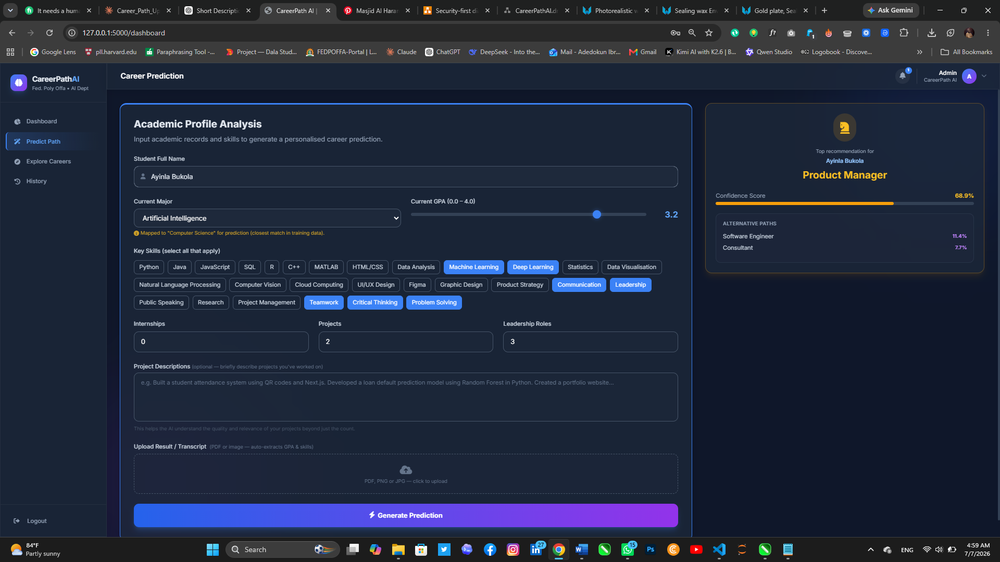 It needs a huma
Career_Path_Up
Short Descriptic
CareerPath AI |
Masjid Al Haran
Security-first di
CareerPathAI.dr
Photorealistic w
Sealing wax Env
Gold plate, Seal
Ask Gemini
127.0.0.1:5000/dashboard
Google Lens
pll.harvard.edu
Paraphrasing Tool -...
Project — Dala Stud...
FEDPOFFA-Portal | L...
Claude
ChatGPT
DeepSeek - Into the...
Mail - Adedokun Ibr...
Gmail
Kimi AI with K2.6 | B...
Qwen Studio
Logobook - Discove...
All Bookmarks
CareerPathAI
Fed. Poly Offa • AI Dept
Dashboard
Predict Path
Explore Careers
History
Logout
Career Prediction
1
Admin
CareerPath AI
A
Academic Profile Analysis
Input academic records and skills to generate a personalised career prediction.
Student Full Name
Ayinla Bukola
Current Major
Current GPA (0.0 – 4.0)
Artificial Intelligence
3.2
Mapped to "Computer Science" for prediction (closest match in training data).
Key Skills (select all that apply)
Python Java JavaScript SQL R C++ MATLAB HTML/CSS Data Analysis Machine Learning Deep Learning Statistics Data Visualisation
Natural Language Processing Computer Vision Cloud Computing UI/UX Design Figma Graphic Design Product Strategy Communication Leadership
Public Speaking Research Project Management Teamwork Critical Thinking Problem Solving
Internships
Projects
Leadership Roles
0
2
3
Project Descriptions (optional — briefly describe projects you've worked on)
e.g. Built a student attendance system using QR codes and Next.js. Developed a loan default prediction model using Random Forest in Python. Created a portfolio website...
This helps the AI understand the quality and relevance of your projects beyond just the count.
Upload Result / Transcript (PDF or image — auto-extracts GPA & skills)
PDF, PNG or JPG — click to upload
Generate Prediction
Top recommendation for
Ayinla Bukola
Product Manager
Confidence Score 68.9%
ALTERNATIVE PATHS
Software Engineer 11.4%
Consultant 7.7%
84°F
Partly sunny
Search
27
15
Ps
ENG
4:59 AM
7/7/2026